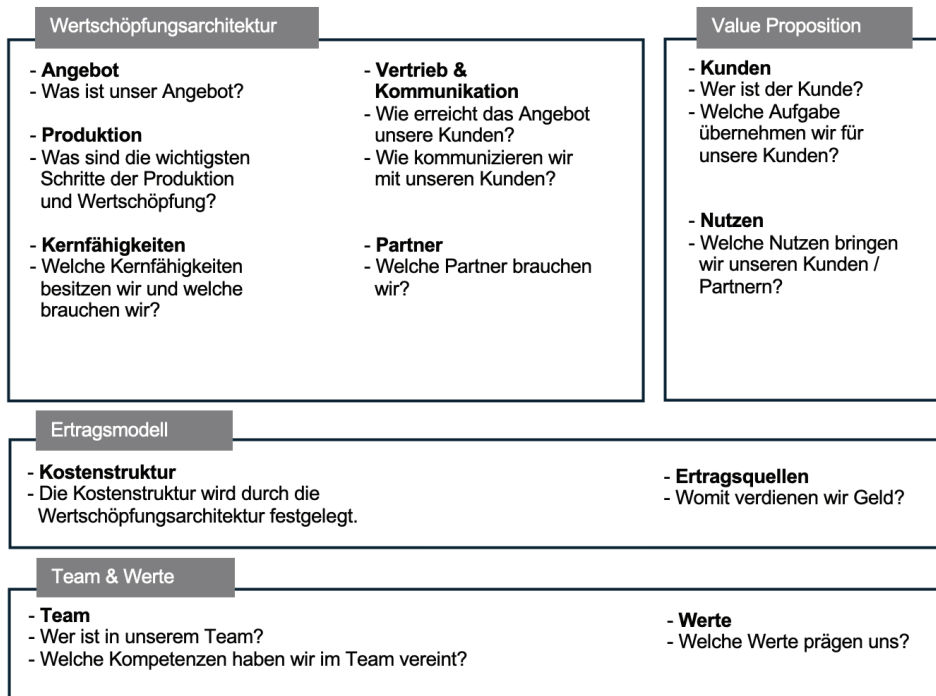 Wertschöpfungsarchitektur
- Angebot
- Was ist unser Angebot?
- Produktion
- Was sind die wichtigsten
Schritte der Produktion
und Wertschöpfung?
- Kernfähigkeiten
- Welche Kernfähigkeiten
besitzen wir und welche
brauchen wir?
- Vertrieb &
Kommunikation
- Wie erreicht das Angebot
unsere Kunden?
- Wie kommunizieren wir
mit unseren Kunden?
- Partner
- Welche Partner brauchen
wir?
Value Proposition
- Kunden
- Wer ist der Kunde?
- Welche Aufgabe
übernehmen wir für
unsere Kunden?
- Nutzen
- Welche Nutzen bringen
wir unseren Kunden /
Partnern?
Ertragsmodell
- Kostenstruktur
- Die Kostenstruktur wird durch die
Wertschöpfungsarchitektur festgelegt.
- Ertragsquellen
- Womit verdienen wir Geld?
Team & Werte
- Team
- Wer ist in unserem Team?
- Welche Kompetenzen haben wir im Team vereint?
- Werte
- Welche Werte prägen uns?